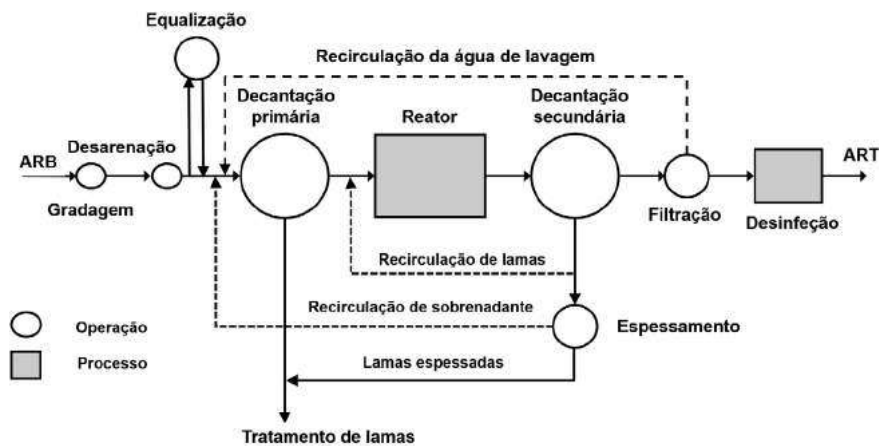 Equalização
Recirculação da água de lavagem
Decantação
primária
Reator
Decantação
secundária
Desarenação
ARB
ART
Gradagem
Filtração
Desinfeção
Recirculação de lamas
Recirculação de sobrenadante
Espessamento
Operação
Processo
Lamas espessadas
Tratamento de lamas